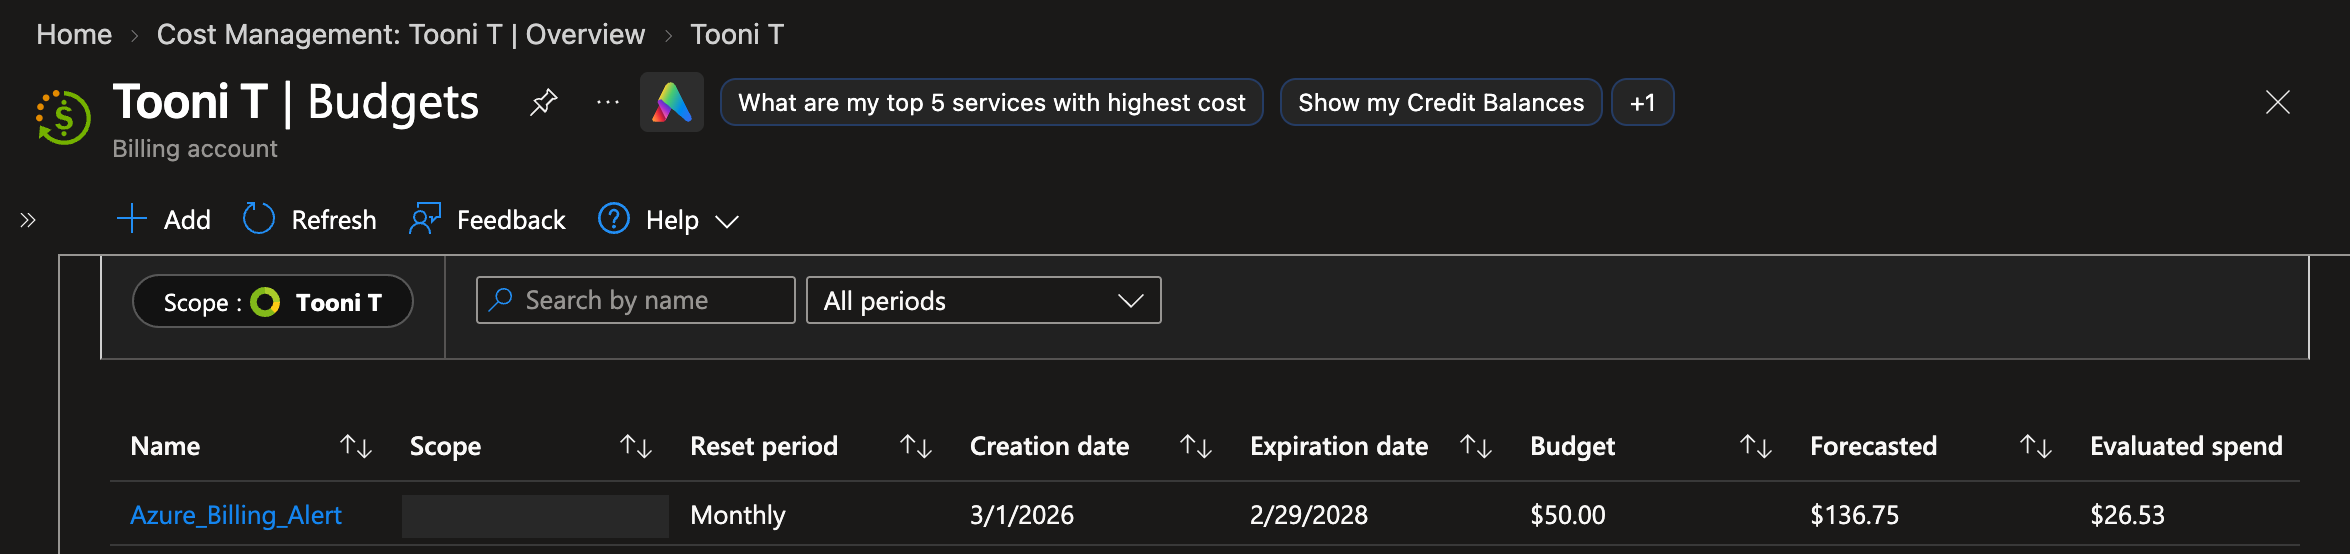 Home > Cost Management: Tooni T | Overview > Tooni T
Tooni T | Budgets
What are my top 5 services with highest cost
Show my Credit Balances
+1
Billing account
Add
Refresh
Feedback
Help
Scope : Tooni T
Search by name
All periods
Name Scope Reset period Creation date Expiration date Budget Forecasted Evaluated spend
Azure_Billing_Alert Monthly 3/1/2026 2/29/2028 $50.00 $136.75 $26.53